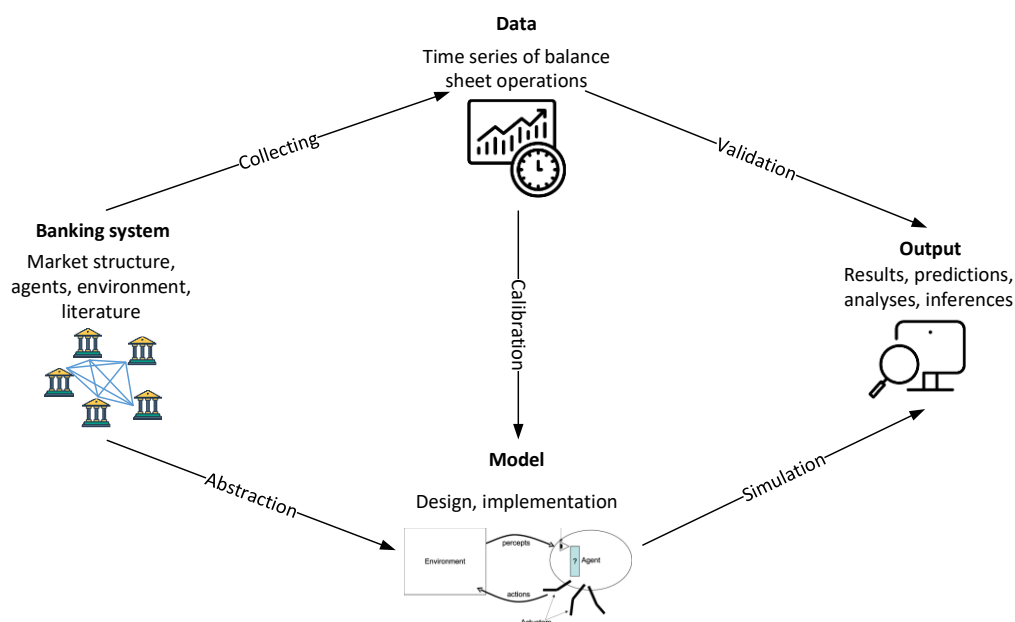 Data
Time series of balance
sheet operations
Collecting
Validation
Banking system
Market structure,
agents, environment,
literature
Calibration
Output
Results, predictions,
analyses, inferences
Abstraction
Simulation
Model
Design, implementation
Environment
percepts
?
Agent
actions